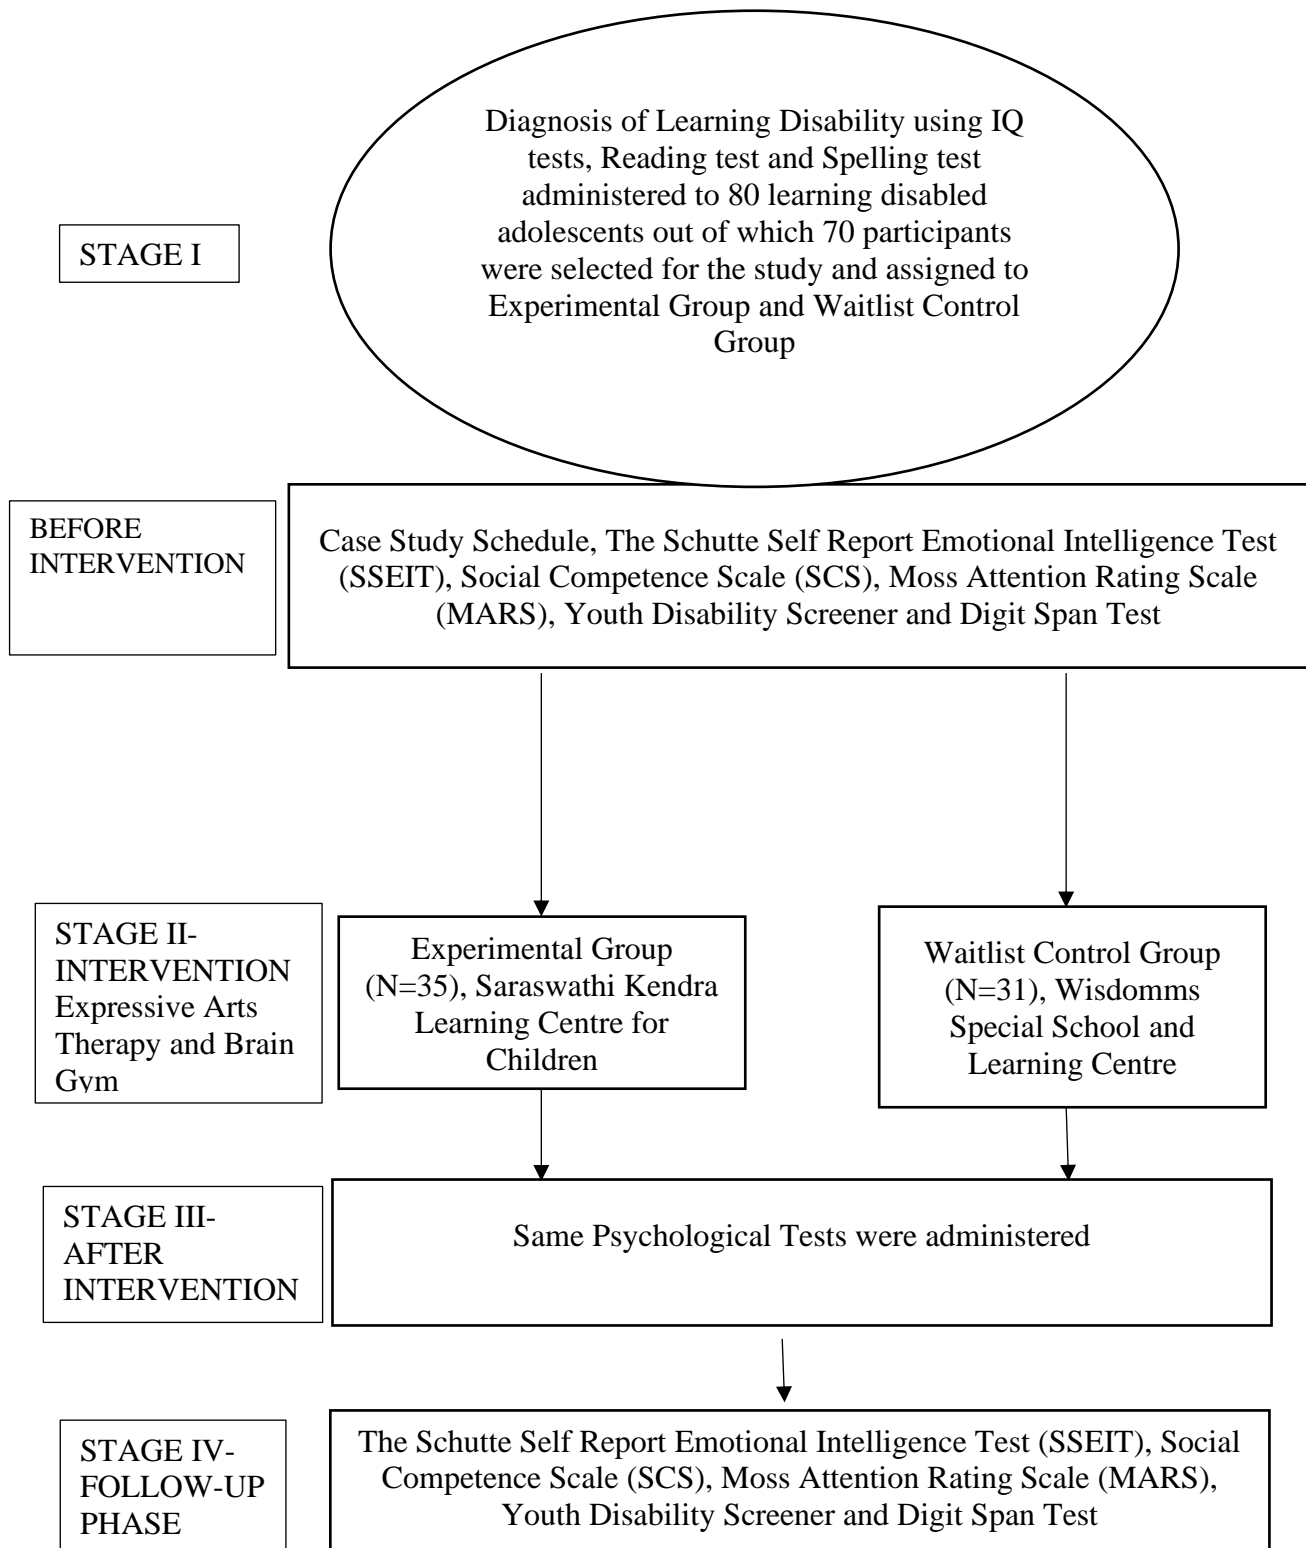 Diagnosis of Learning Disability using IQ
tests, Reading test and Spelling test
administered to 80 learning disabled
adolescents out of which 70 participants
were selected for the study and assigned to
Experimental Group and Waitlist Control
Group
STAGE I
BEFORE
INTERVENTION
Case Study Schedule, The Schutte Self Report Emotional Intelligence Test
(SSEIT), Social Competence Scale (SCS), Moss Attention Rating Scale
(MARS), Youth Disability Screener and Digit Span Test
STAGE II-
INTERVENTION
Expressive Arts
Therapy and Brain
Gym
Experimental Group
(N=35), Saraswathi Kendra
Learning Centre for
Children
Waitlist Control Group
(N=31), Wisdomms
Special School and
Learning Centre
STAGE III-
AFTER
INTERVENTION
Same Psychological Tests were administered
STAGE IV-
FOLLOW-UP
PHASE
The Schutte Self Report Emotional Intelligence Test (SSEIT), Social
Competence Scale (SCS), Moss Attention Rating Scale (MARS),
Youth Disability Screener and Digit Span Test